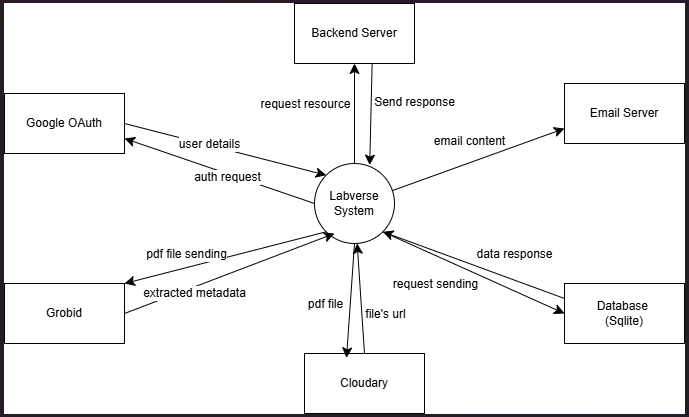 Backend Server
request resource
Send response
Google OAuth
user details
auth request
Email Server
email content
Labverse
System
pdf file sending
extracted metadata
Grobid
data response
request sending
Database
(Sqlite)
pdf file
file's url
Cloudary